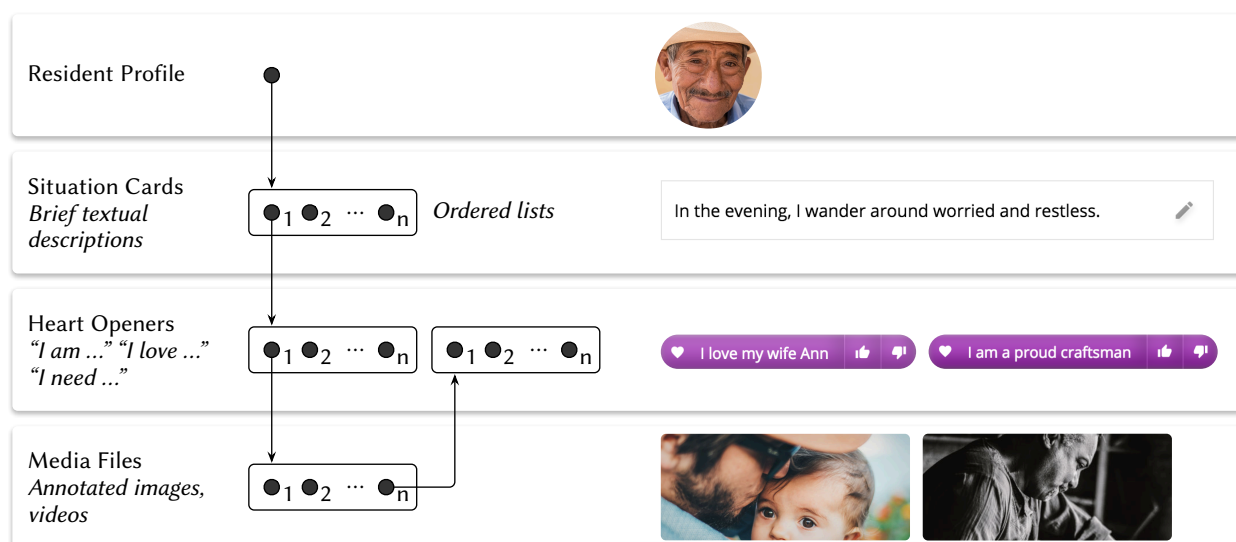 Resident Profile
Situation Cards
Brief textual
descriptions
1 2 ... n
Ordered lists
In the evening, I wander around worried and restless.
Heart Openers
“I am ...” “I love ...”
“I need ...”
1 2 ... n
1 2 ... n
I love my wife Ann
I am a proud craftsman
Media Files
Annotated images,
videos
1 2 ... n